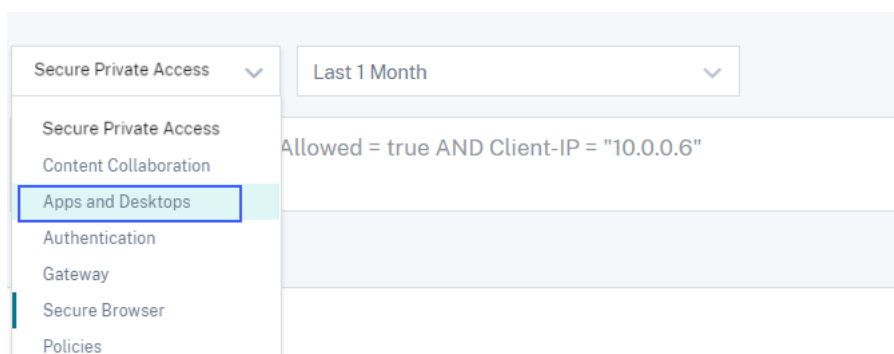 Secure Private Access
Last 1 Month
Secure Private Access
Allowed = true AND Client-IP = "10.0.0.6"
Content Collaboration
Apps and Desktops
Authentication
Gateway
Secure Browser
Policies